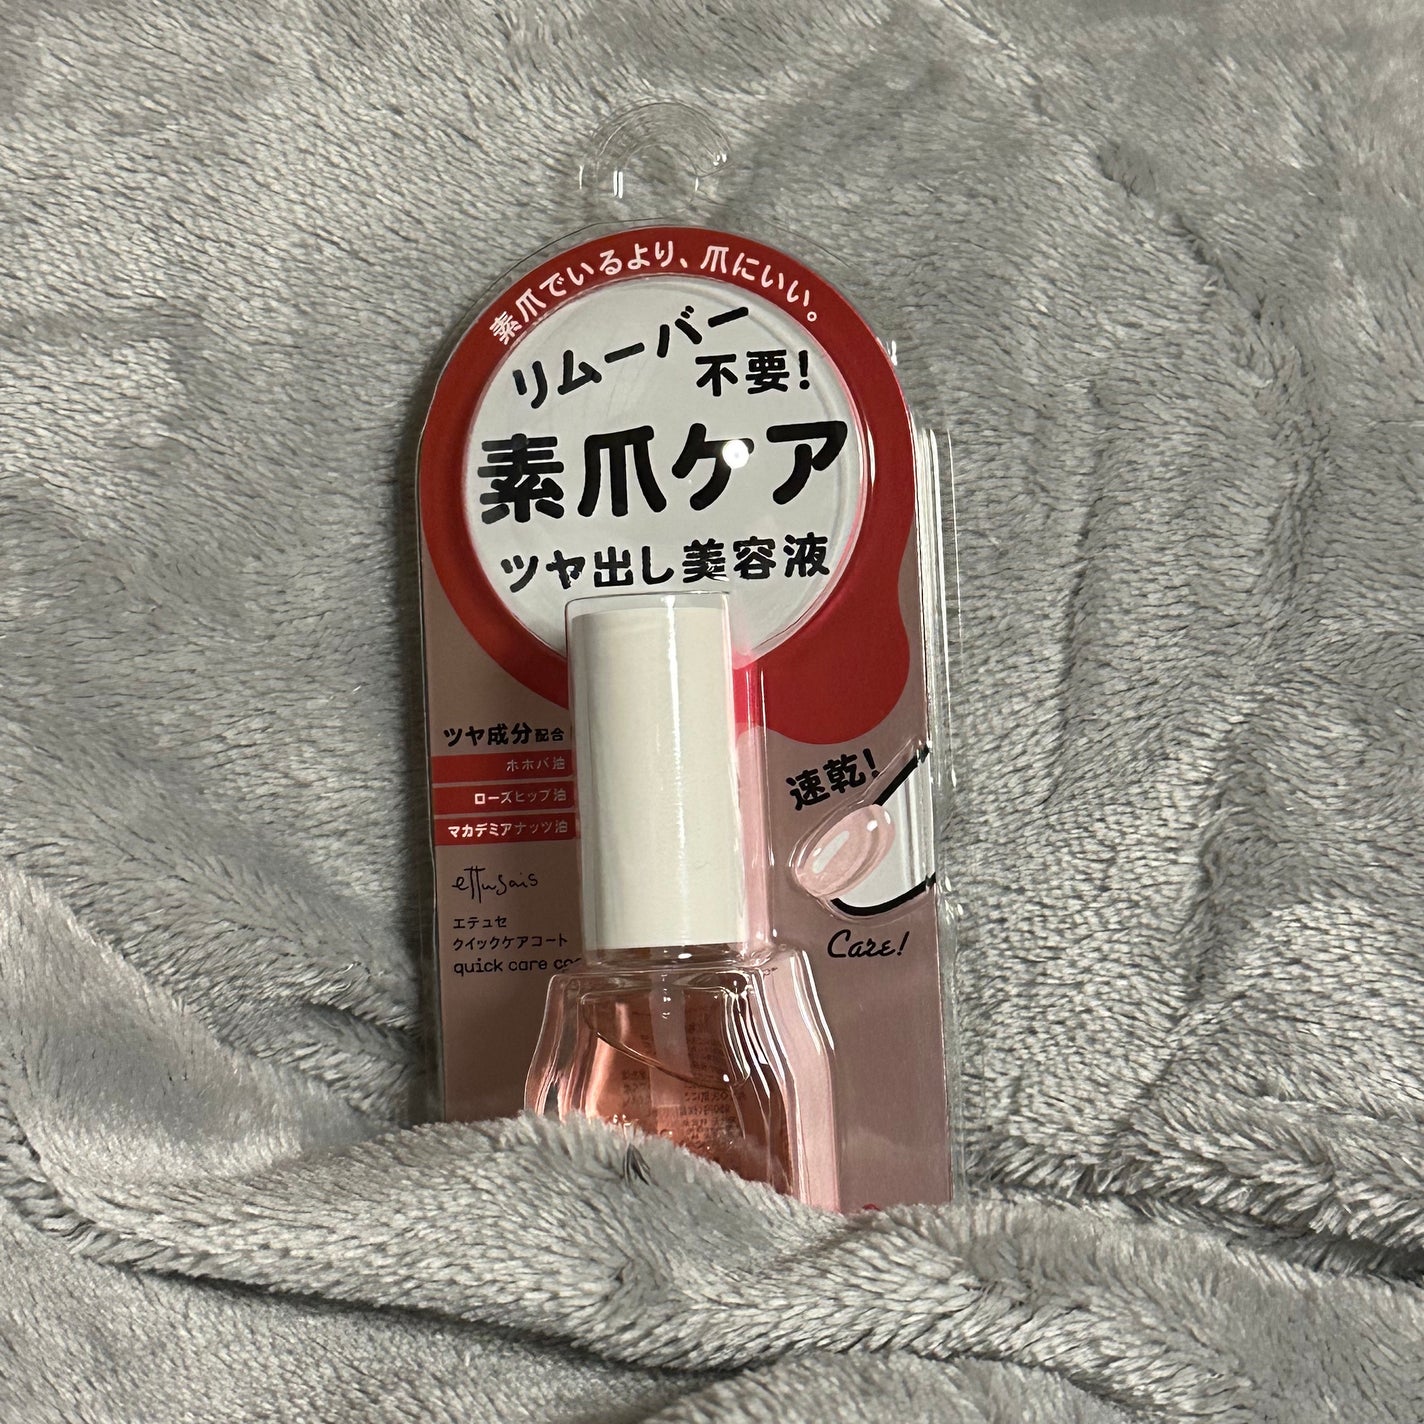 素爪でいるより、爪にいい。
リムーバー
不要!
素爪ケア
ツヤ出し美容液
ツヤ成分配合
ホホバ油
ローズヒップ油
マカデミアナッツ油
ettusais
エテュセ
クイックケアコート
quick care
速乾!
Care!